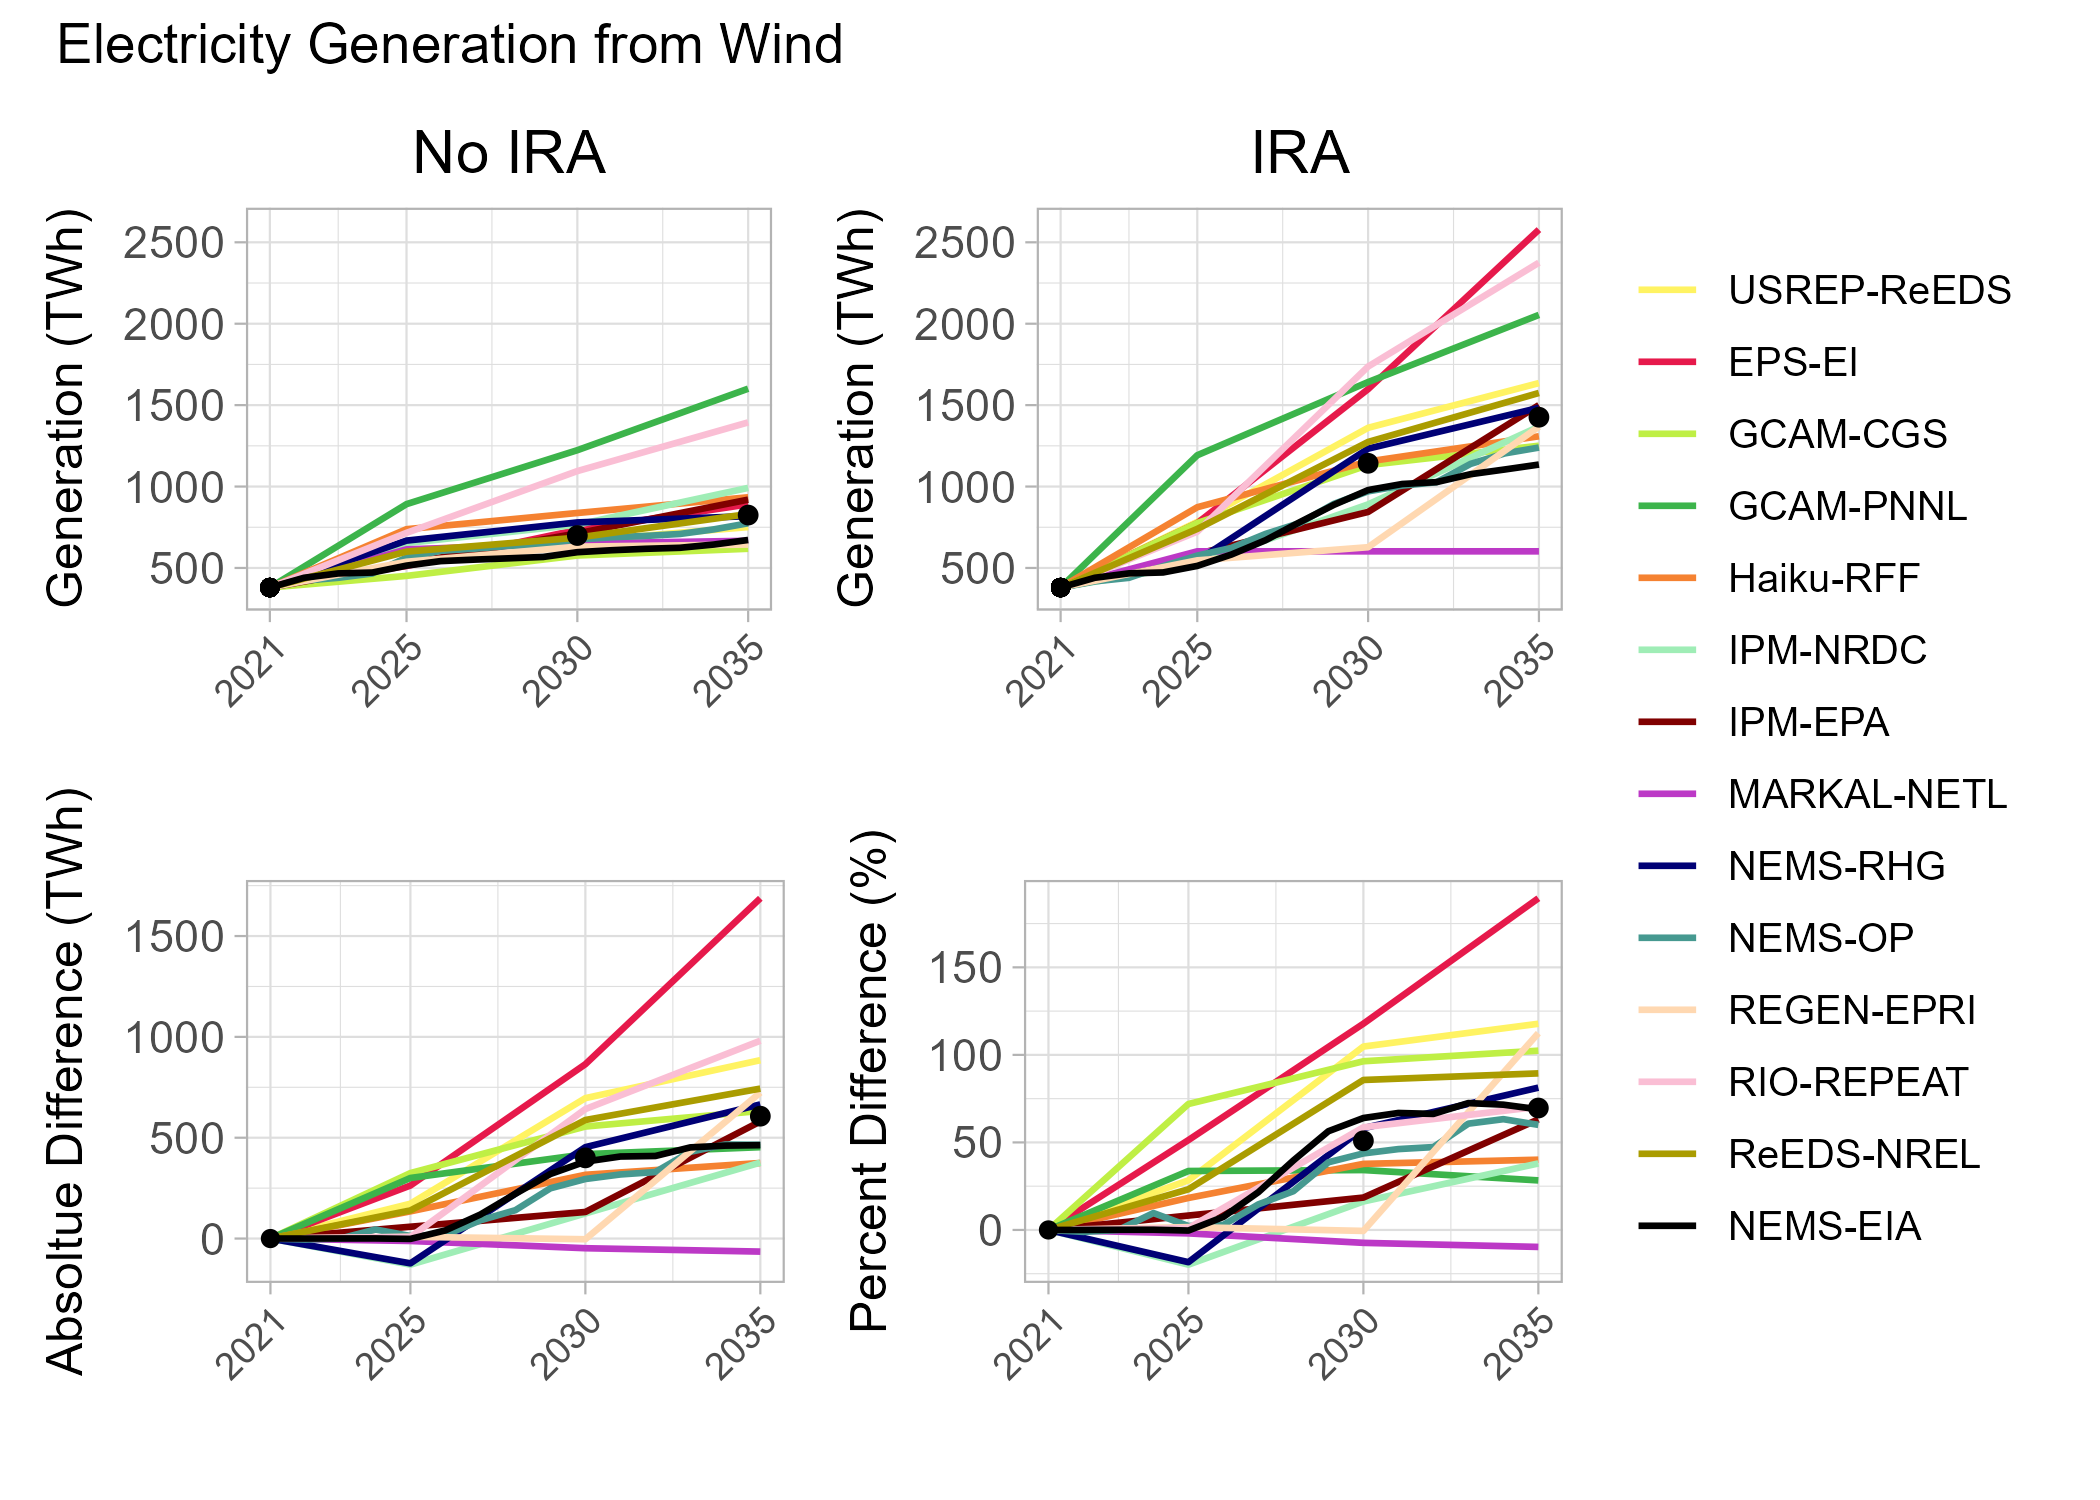 Electricity Generation from Wind
No IRA
IRA
Generation (TWh)
2500
2000
1500
1000
500
2021
2025
2030
2035
Generation (TWh)
2500
2000
1500
1000
500
2021
2025
2030
2035
Absoltue Difference (TWh)
1500
1000
500
0
2021
2025
2030
2035
Percent Difference (%)
150
100
50
0
2021
2025
2030
2035
USREP-ReEDS
EPS-EI
GCAM-CGS
GCAM-PNNL
Haiku-RFF
IPM-NRDC
IPM-EPA
MARKAL-NETL
NEMS-RHG
NEMS-OP
REGEN-EPRI
RIO-REPEAT
ReEDS-NREL
NEMS-EIA